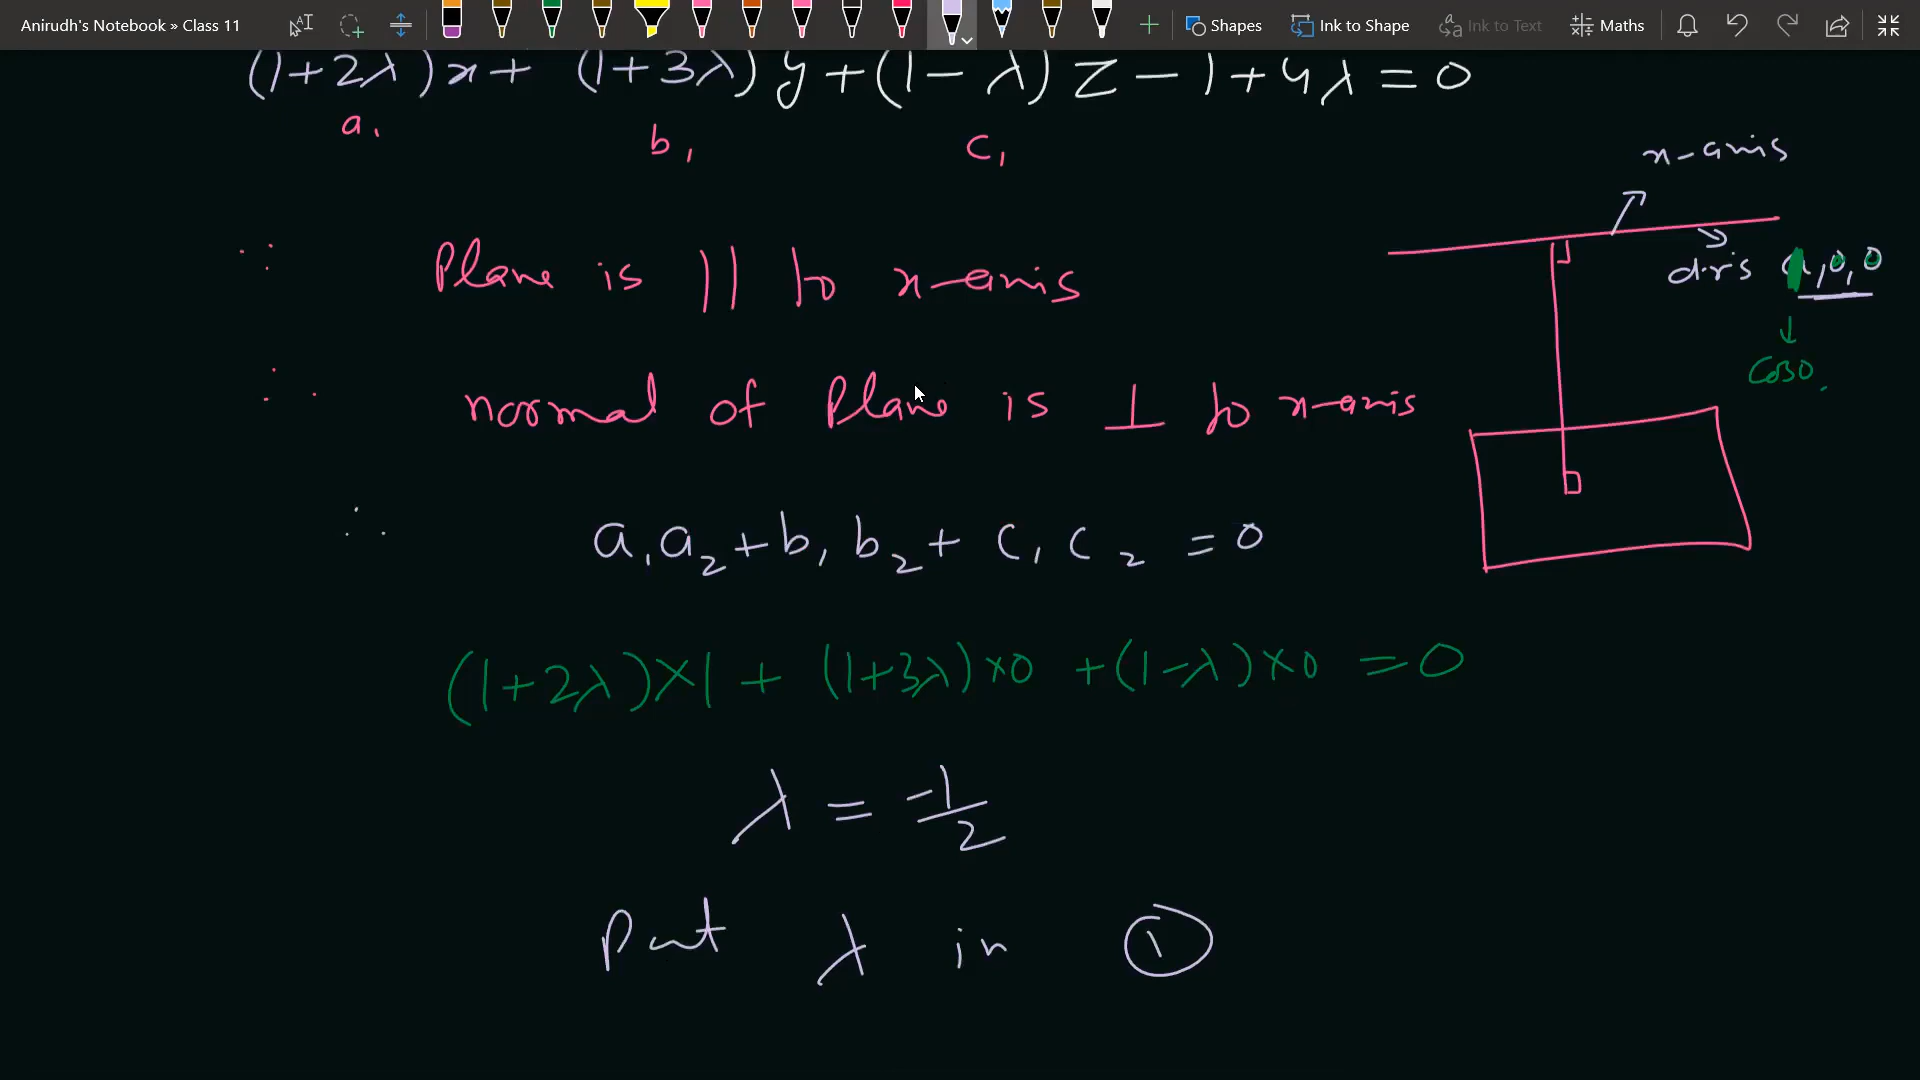 Anirudh's Notebook » Class 11
Shapes
Ink to Shape
Ink to Text
Maths
(1+2λ)x + (1+3λ)y + (1-λ)z - 1 + 4λ = 0
a₁ b₁ c₁
x-axis
∵ Plane is || to x-axis
d.r's 1,0,0
cos0
∴ normal of Plane is ⊥ to x-axis
∴ a₁a₂ + b₁b₂ + c₁c₂ = 0
(1+2λ)×1 + (1+3λ)×0 + (1-λ)×0 = 0
λ = -1/2
Put λ in ①